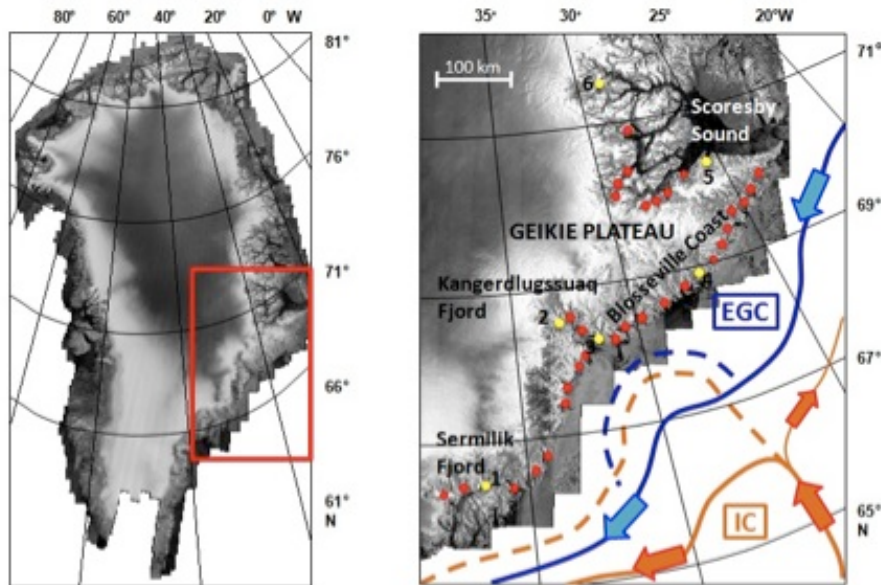 80° 60° 40° 20° 0° W
81°
76°
71°
66°
61°
N
35° 30° 25° 20°W
71°
100 km
6
Scoresby
Sound
5
69°
GEIKIE PLATEAU
Blosseville Coast
Kangerdlugssuaq
Fjord
2
EGC
67°
Sermilik
Fjord
1
IC
65°
N